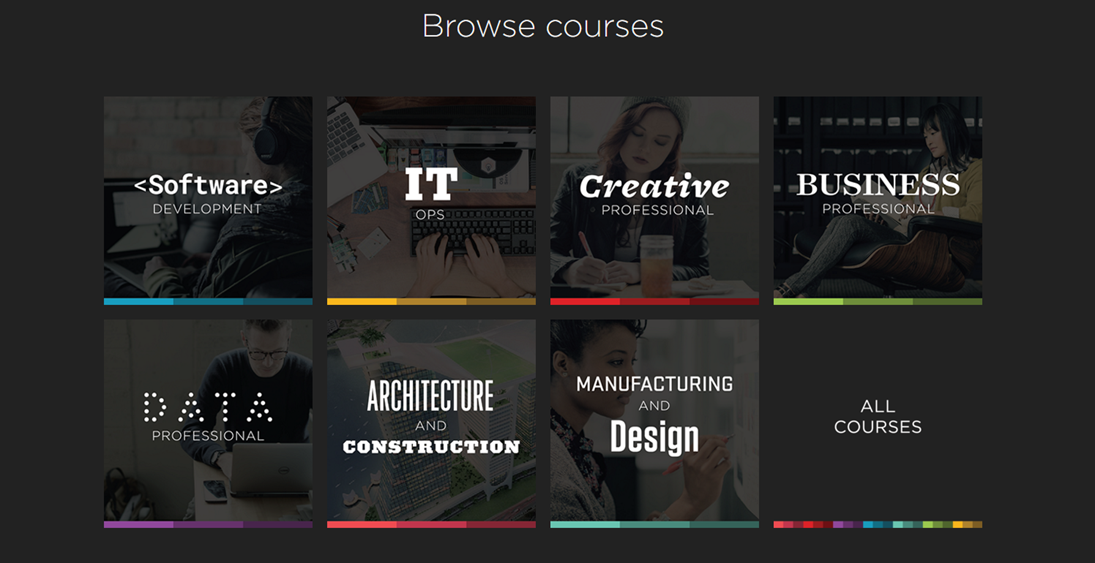 Browse courses
<Software>
DEVELOPMENT
IT
OPS
Creative
PROFESSIONAL
BUSINESS
PROFESSIONAL
DATA
PROFESSIONAL
ARCHITECTURE
AND
CONSTRUCTION
MANUFACTURING
AND
Design
ALL
COURSES